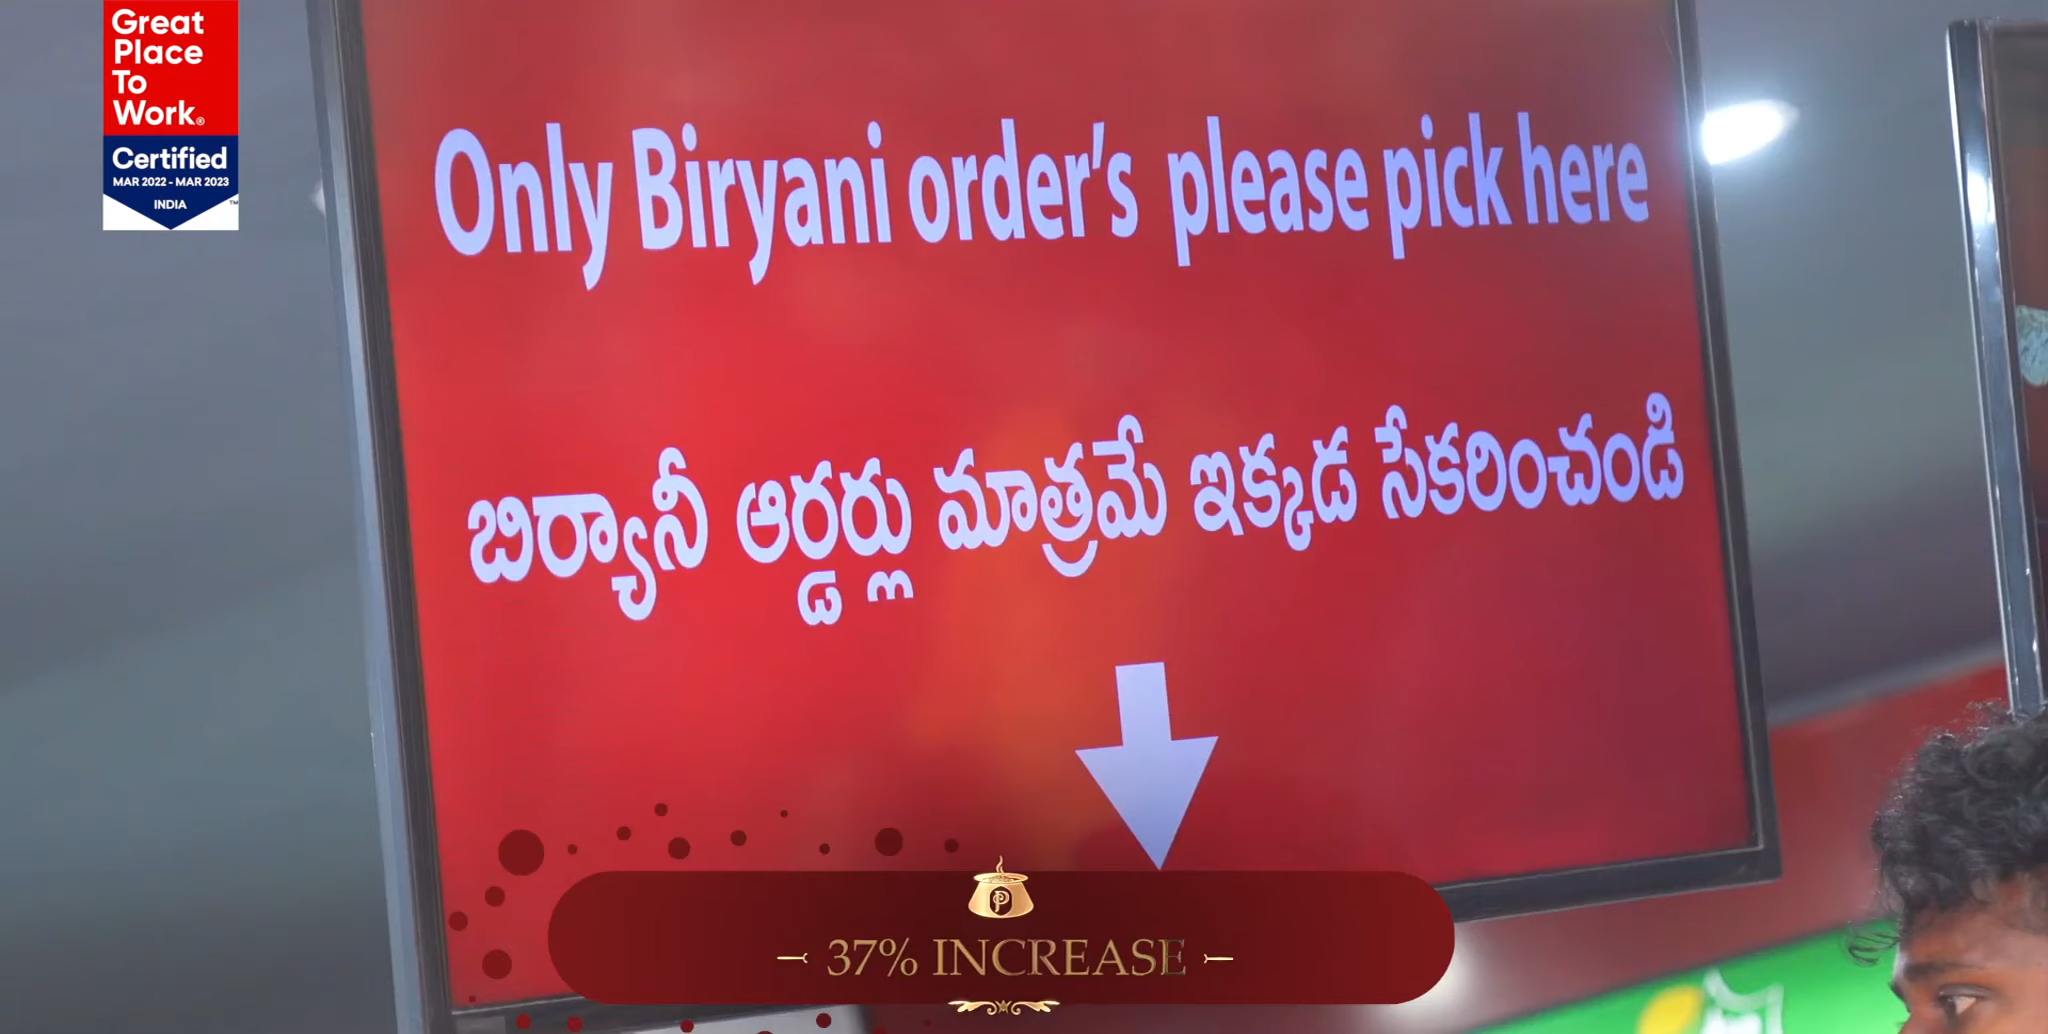 Great
Place
To
Work®
Certified
MAR 2022 - MAR 2023
INDIA
™
Only Biryani order's please pick here
బిర్యానీ ఆర్డర్లు మాత్రమే ఇక్కడ సేకరించండి
P
37% INCREASE